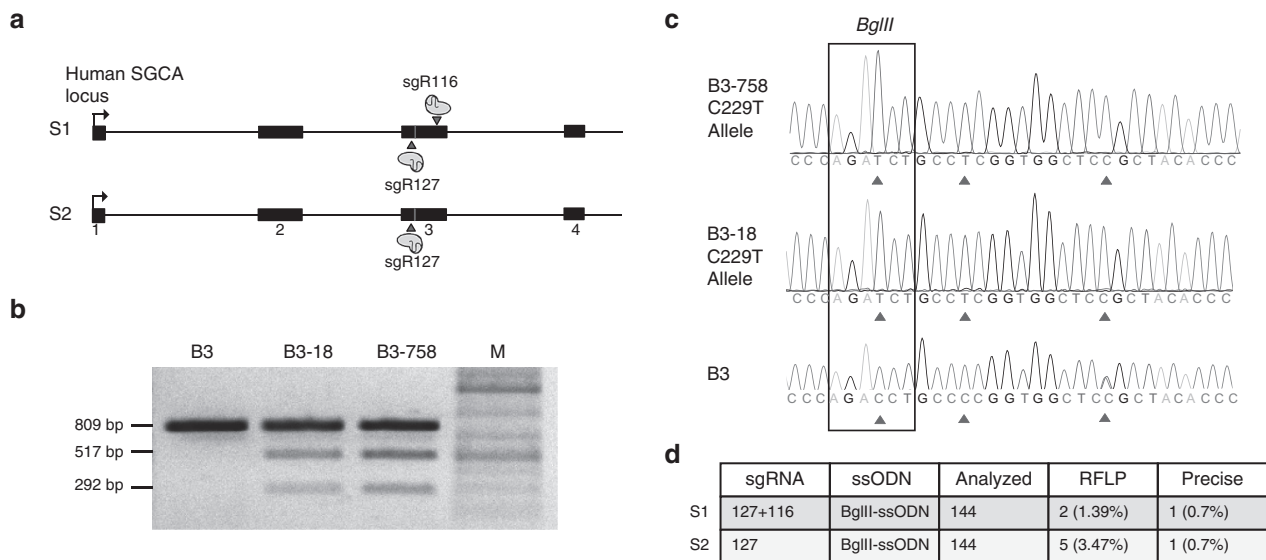 a
Human SGCA
locus
sgR116
S1
sgR127
S2
1 2 3 4
sgR127
b
B3 B3-18 B3-758 M
809 bp
517 bp
292 bp
c
BglII
B3-758
C229T
Allele
CCCAGATCTGCCTCGGTGGCTCCGCTACACCC
B3-18
C229T
Allele
CCCAGATCTGCCTCGGTGGCTCCGCTACACCC
B3
CCCAGACCTGCCCCGGTGGCTCCGCTACACCC
d
sgRNA ssODN Analyzed RFLP Precise
S1 127+116 BglII-ssODN 144 2 (1.39%) 1 (0.7%)
S2 127 BglII-ssODN 144 5 (3.47%) 1 (0.7%)